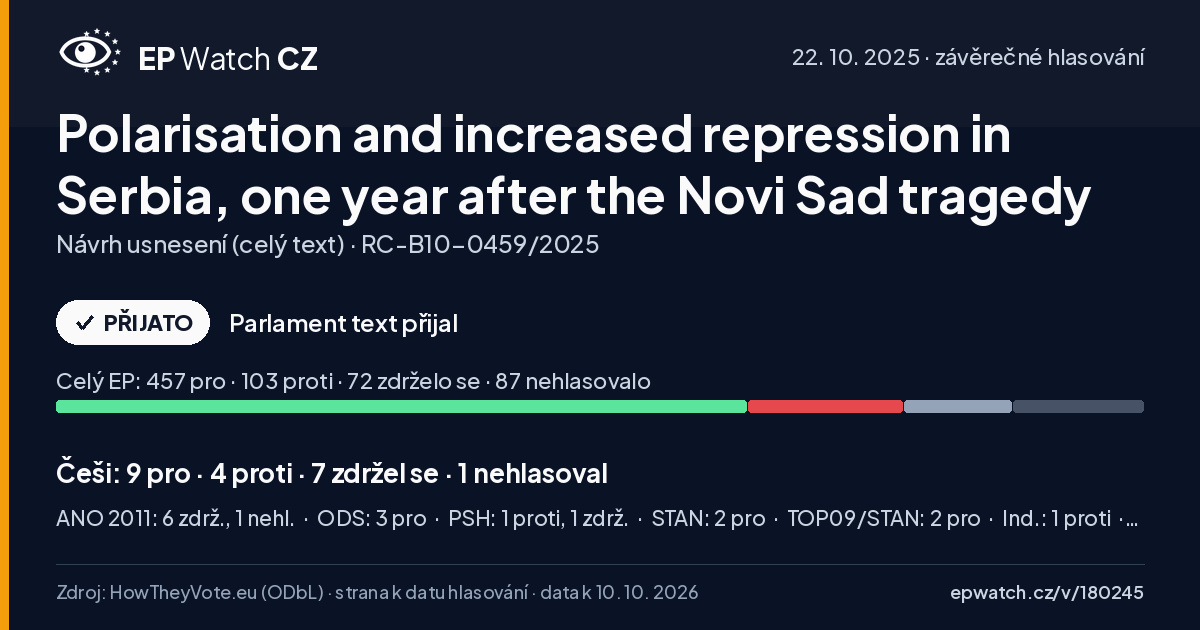 EP Watch CZ
22. 10. 2025 · závěrečné hlasování
Polarisation and increased repression in
Serbia, one year after the Novi Sad tragedy
Návrh usnesení (celý text) · RC-B10-0459/2025
✓ PŘIJATO
Parlament text přijal
Celý EP: 457 pro · 103 proti · 72 zdrželo se · 87 nehlasovalo
Češi: 9 pro · 4 proti · 7 zdržel se · 1 nehlasoval
ANO 2011: 6 zdrž., 1 nehl. · ODS: 3 pro · PSH: 1 proti, 1 zdrž. · STAN: 2 pro · TOP09/STAN: 2 pro · Ind.: 1 proti ·…
Zdroj: HowTheyVote.eu (ODbL) · strana k datu hlasování · data k 10. 10. 2026
epwatch.cz/v/180245